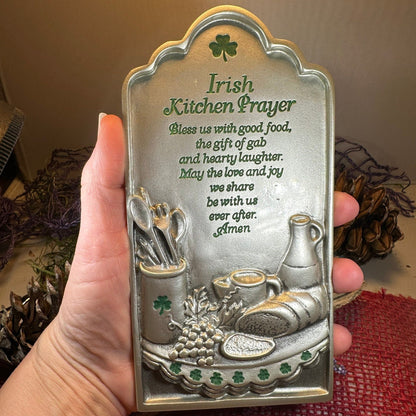 Irish
Kitchen Prayer
Bless us with good food,
the gift of gab
and hearty laughter.
May the love and joy
we share
be with us
ever after.
Amen